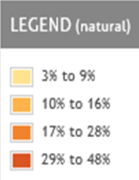 LEGEND (natural)
3% to 9%
10% to 16%
17% to 28%
29% to 48%